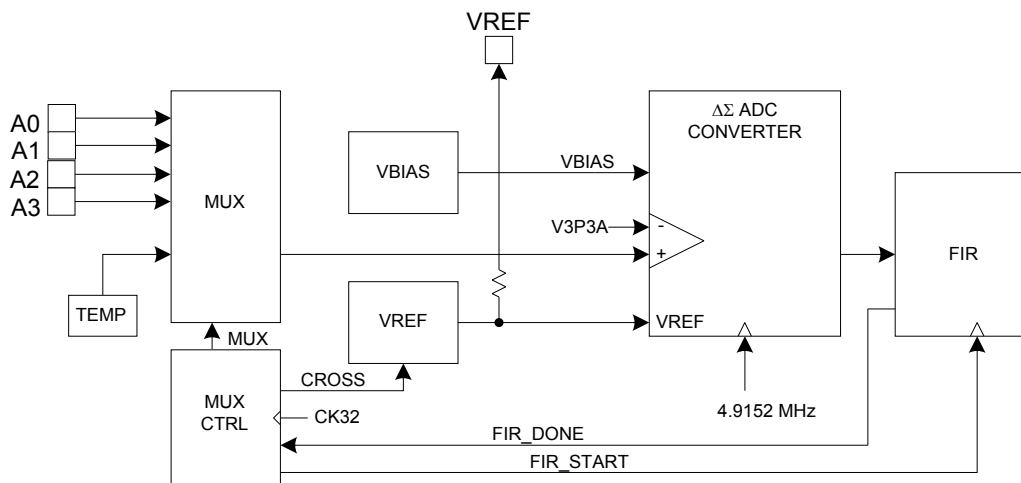 VREF
ΔΣ ADC
CONVERTER
A0
A1
A2
A3
MUX
VBIAS
VBIAS
V3P3A
-
+
FIR
TEMP
VREF
VREF
MUX
CROSS
MUX
CTRL
CK32
4.9152 MHz
FIR_DONE
FIR_START